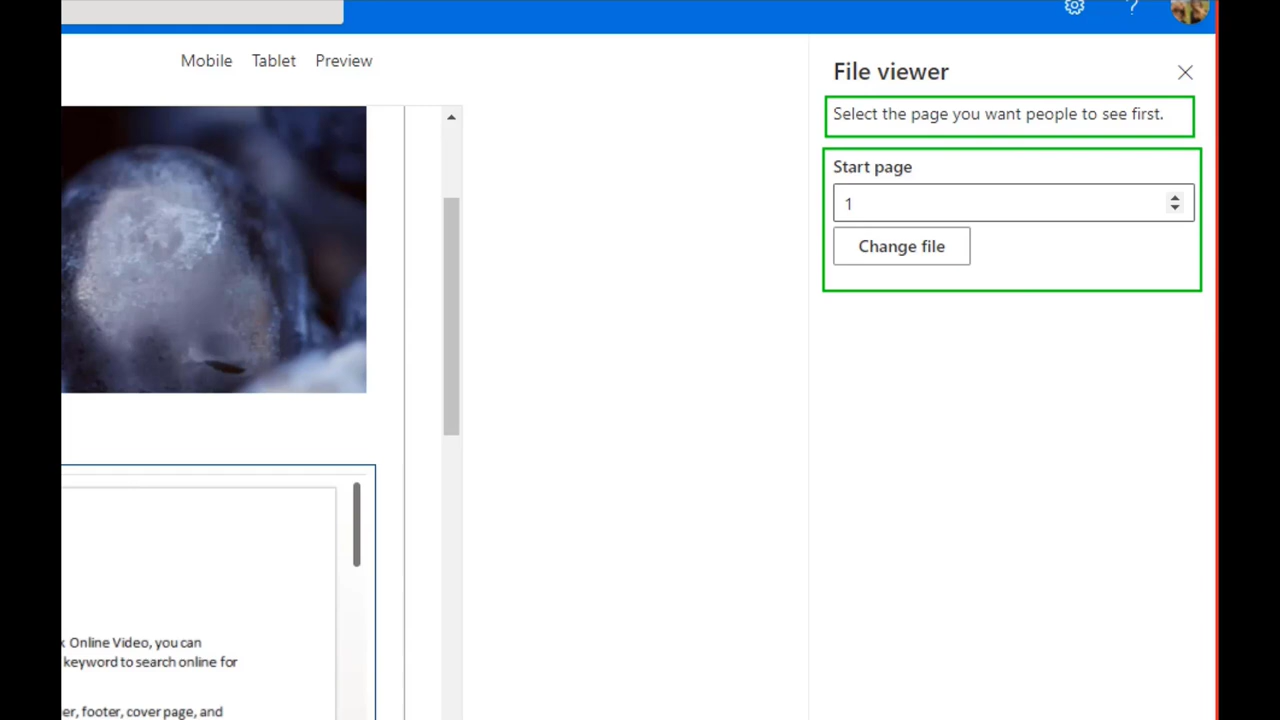 Mobile Tablet Preview
File viewer
Select the page you want people to see first.
Start page
1
Change file
Online Video, you can
keyword to search online for
footer, cover page, and